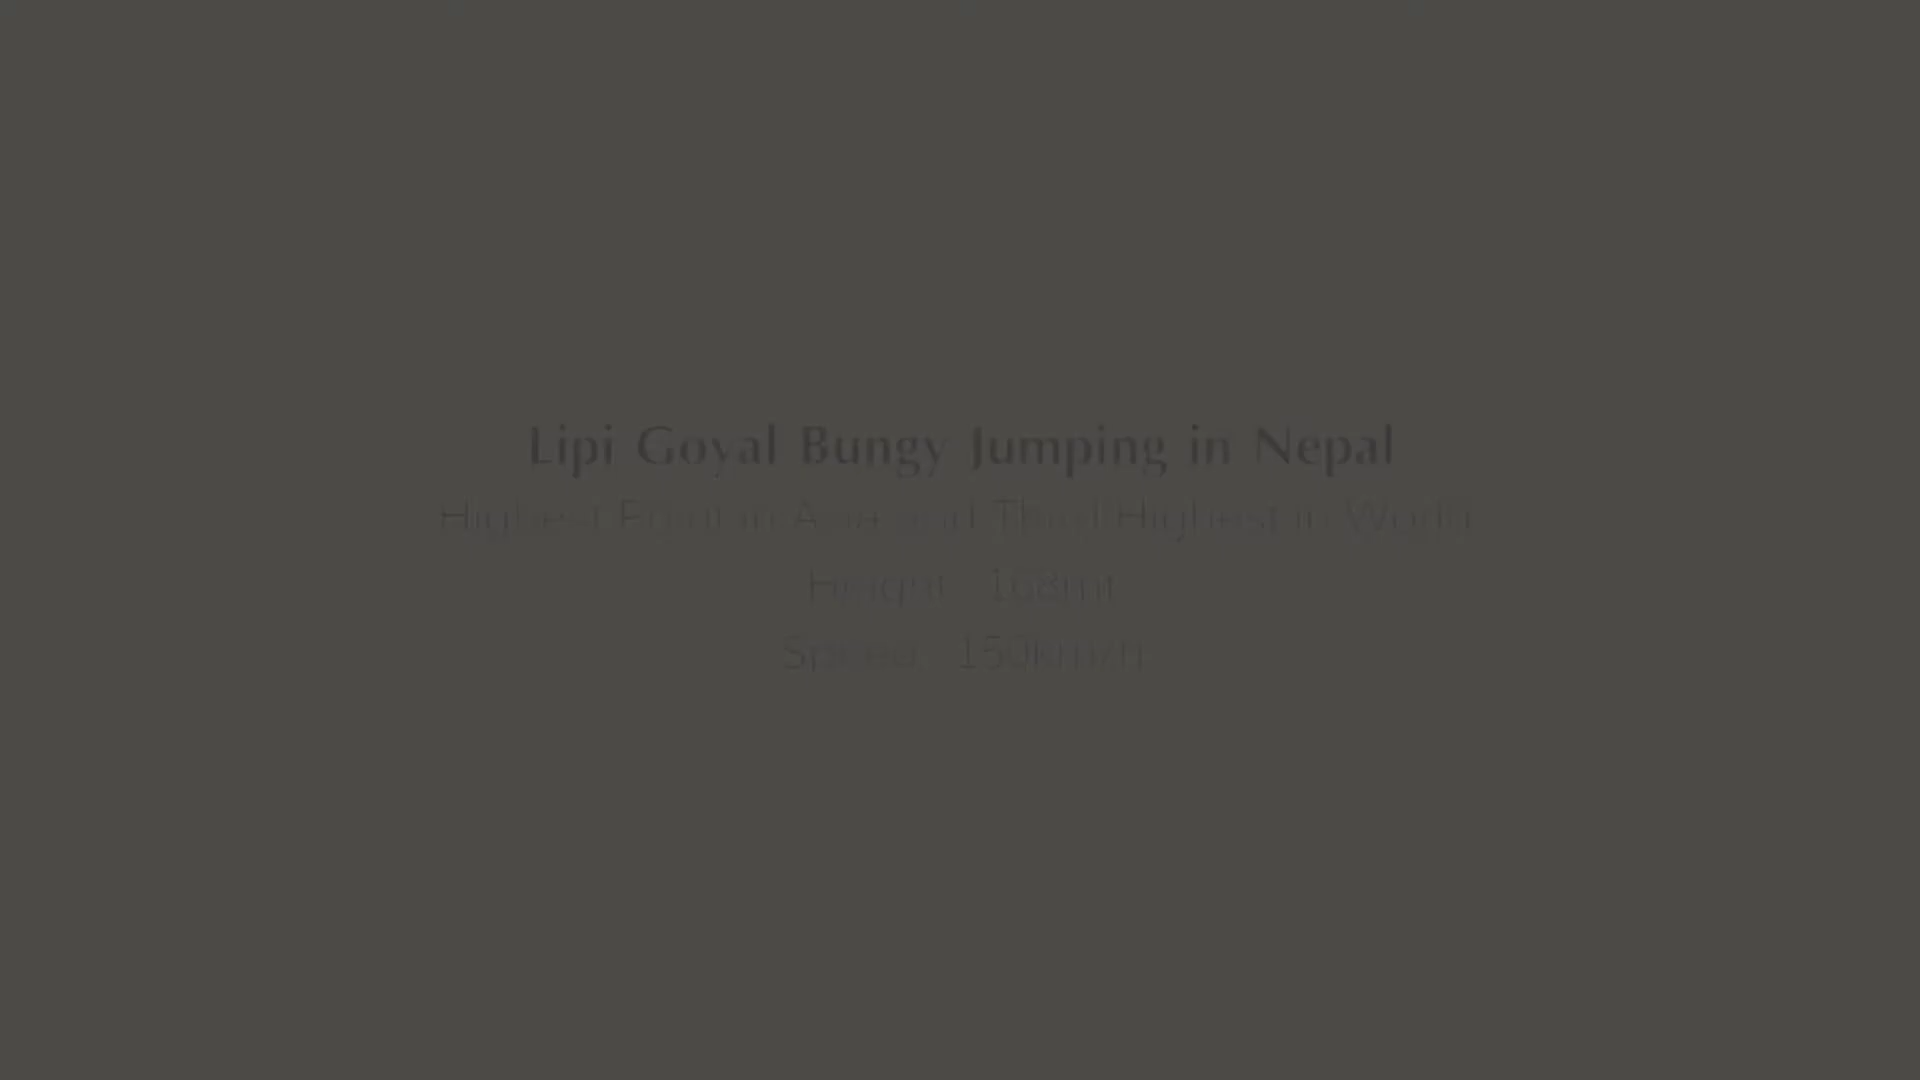 Lipi Goyal Bungy Jumping in Nepal
Highest Point in Asia and Third Highest in World
Height: 168mt
Speed: 150km/h